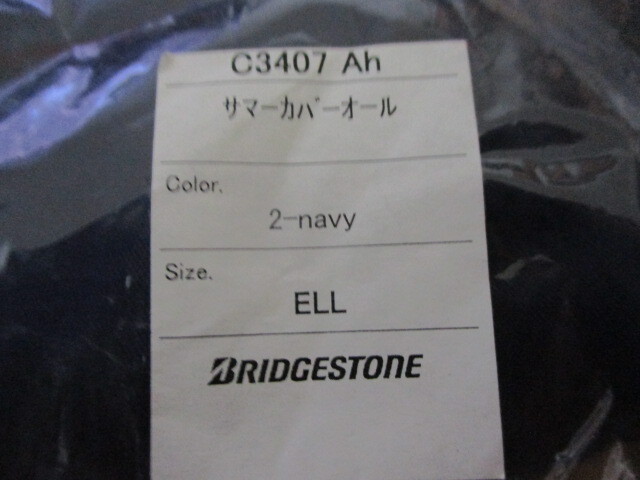 C3407 Ah
ｻﾏｰｶﾊﾞｰｵｰﾙ
Color.
2-navy
Size.
ELL
BRIDGESTONE